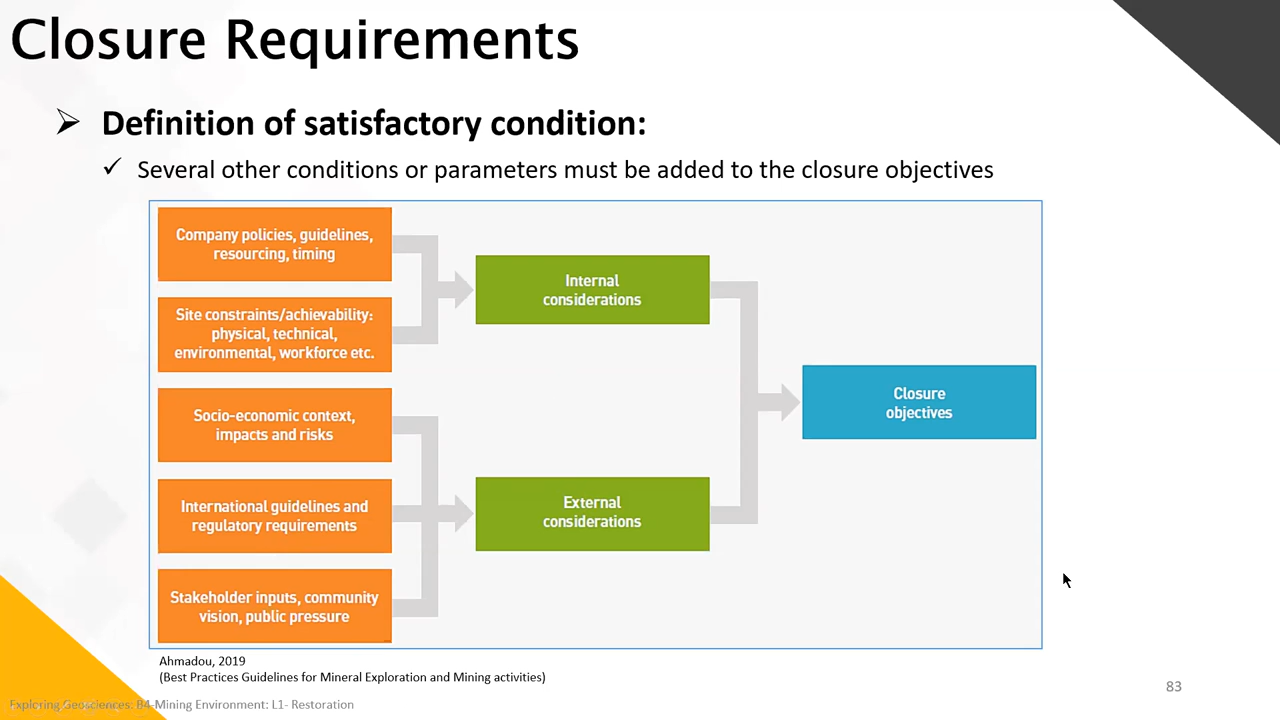 Closure Requirements
Definition of satisfactory condition:
Several other conditions or parameters must be added to the closure objectives
Company policies, guidelines,
resourcing, timing
Site constraints/achievability:
physical, technical,
environmental, workforce etc.
Socio-economic context,
impacts and risks
International guidelines and
regulatory requirements
Stakeholder inputs, community
vision, public pressure
Internal
considerations
External
considerations
Closure
objectives
Ahmadou, 2019
(Best Practices Guidelines for Mineral Exploration and Mining activities)
83
Exploring Geosciences: B4-Mining Environment: L1- Restoration